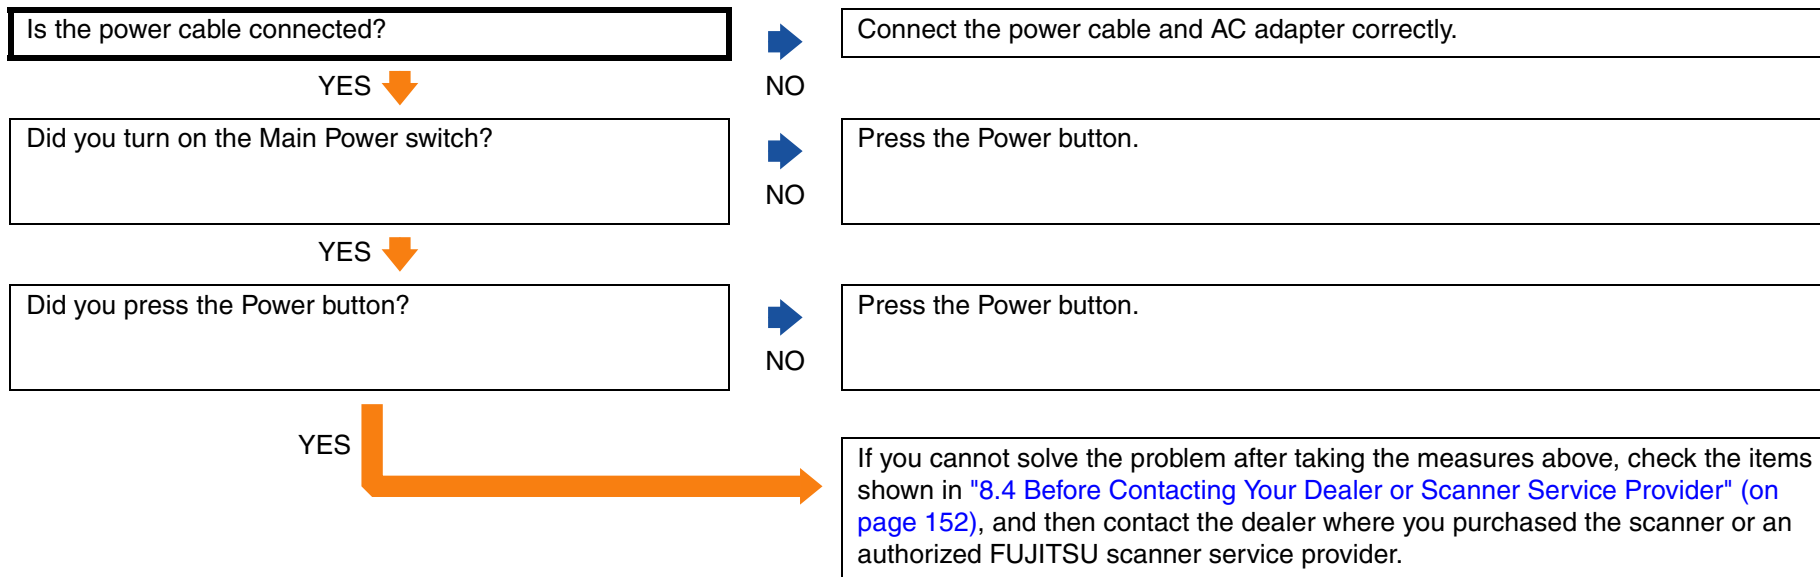 Is the power cable connected?
Connect the power cable and AC adapter correctly.
YES
NO
Did you turn on the Main Power switch?
Press the Power button.
NO
YES
Did you press the Power button?
Press the Power button.
NO
YES
If you cannot solve the problem after taking the measures above, check the items
shown in "8.4 Before Contacting Your Dealer or Scanner Service Provider" (on
page 152), and then contact the dealer where you purchased the scanner or an
authorized FUJITSU scanner service provider.